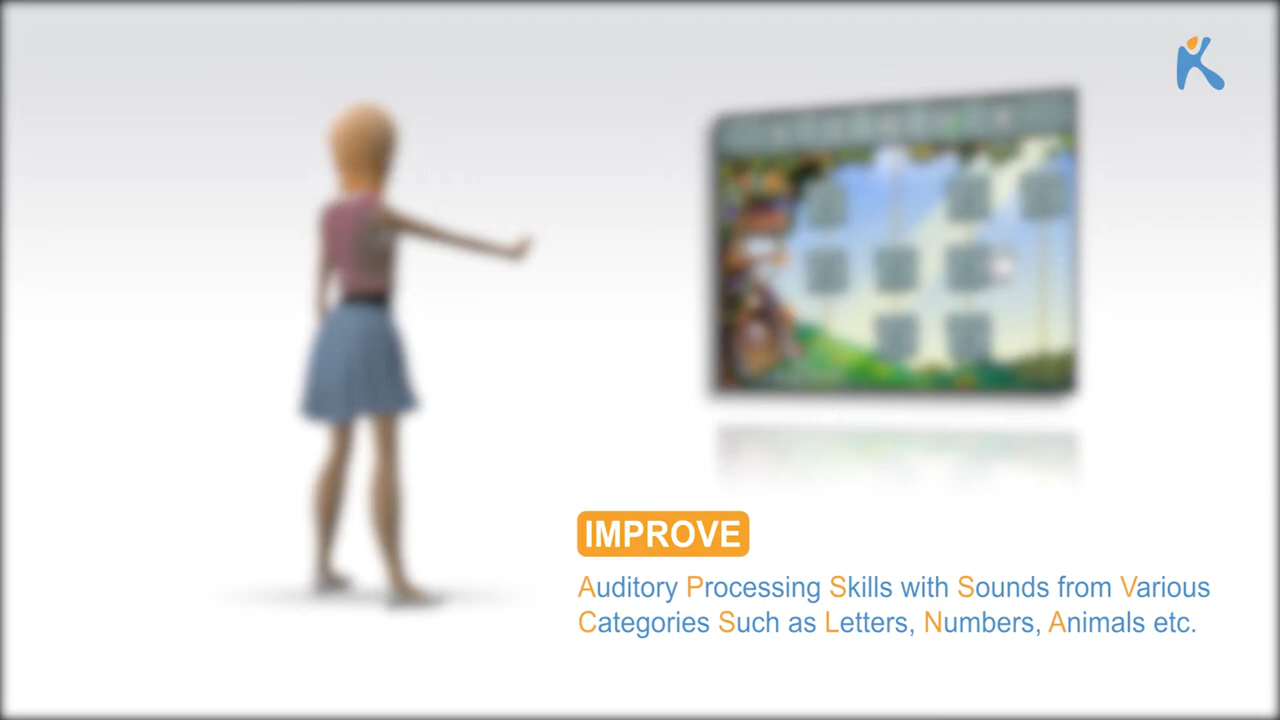 IMPROVE
Auditory Processing Skills with Sounds from Various
Categories Such as Letters, Numbers, Animals etc.